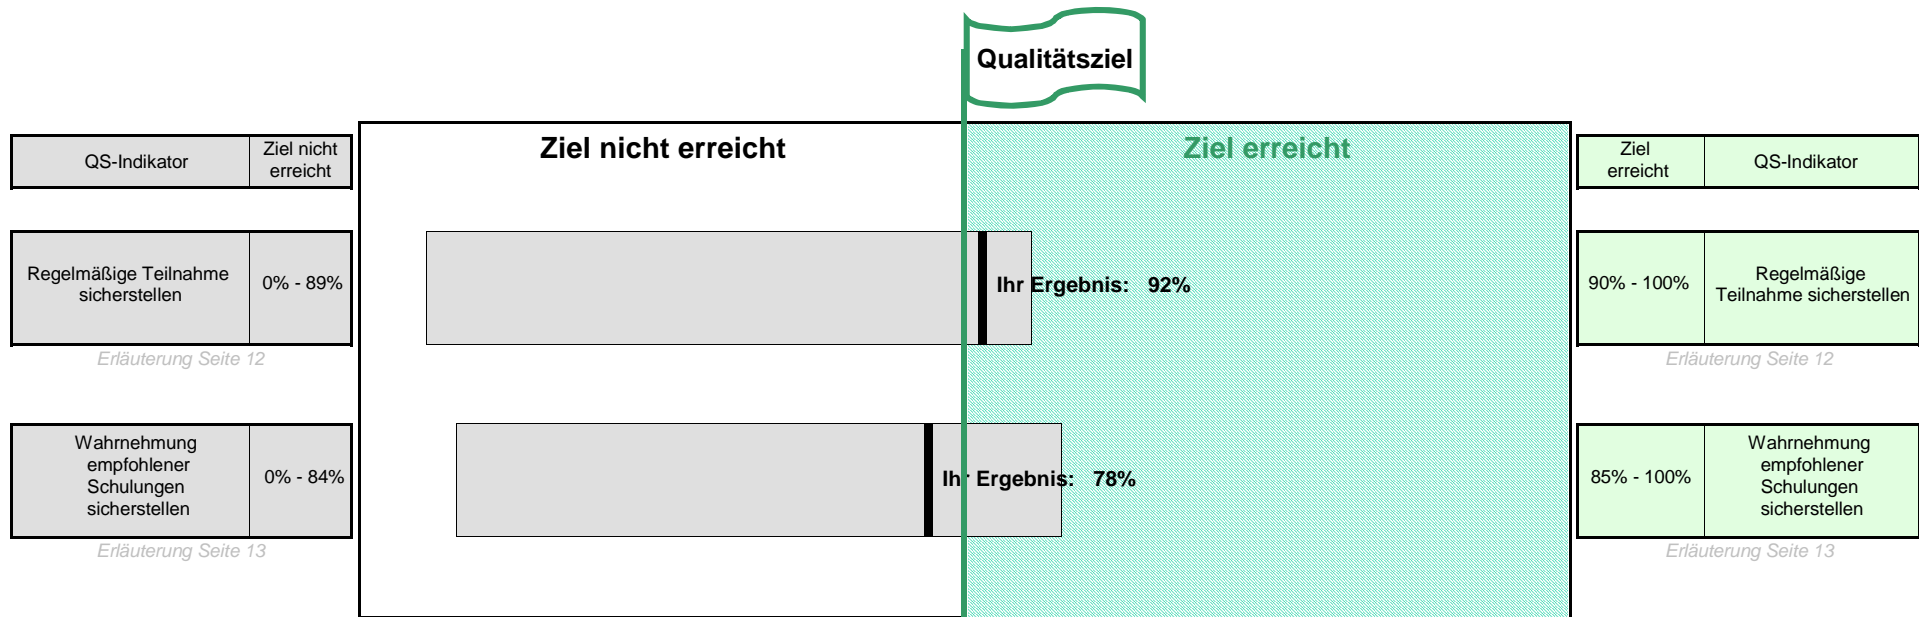 Qualitätsziel
Ziel nicht erreicht
Ziel erreicht
QS-Indikator
Ziel nicht
erreicht
Ziel
erreicht
QS-Indikator
Regelmäßige Teilnahme
sicherstellen
0% - 89%
Ihr Ergebnis: 92%
90% - 100%
Regelmäßige
Teilnahme sicherstellen
Erläuterung Seite 12
Erläuterung Seite 12
Wahrnehmung
empfohlener
Schulungen
sicherstellen
0% - 84%
Ihr Ergebnis: 78%
85% - 100%
Wahrnehmung
empfohlener
Schulungen
sicherstellen
Erläuterung Seite 13
Erläuterung Seite 13